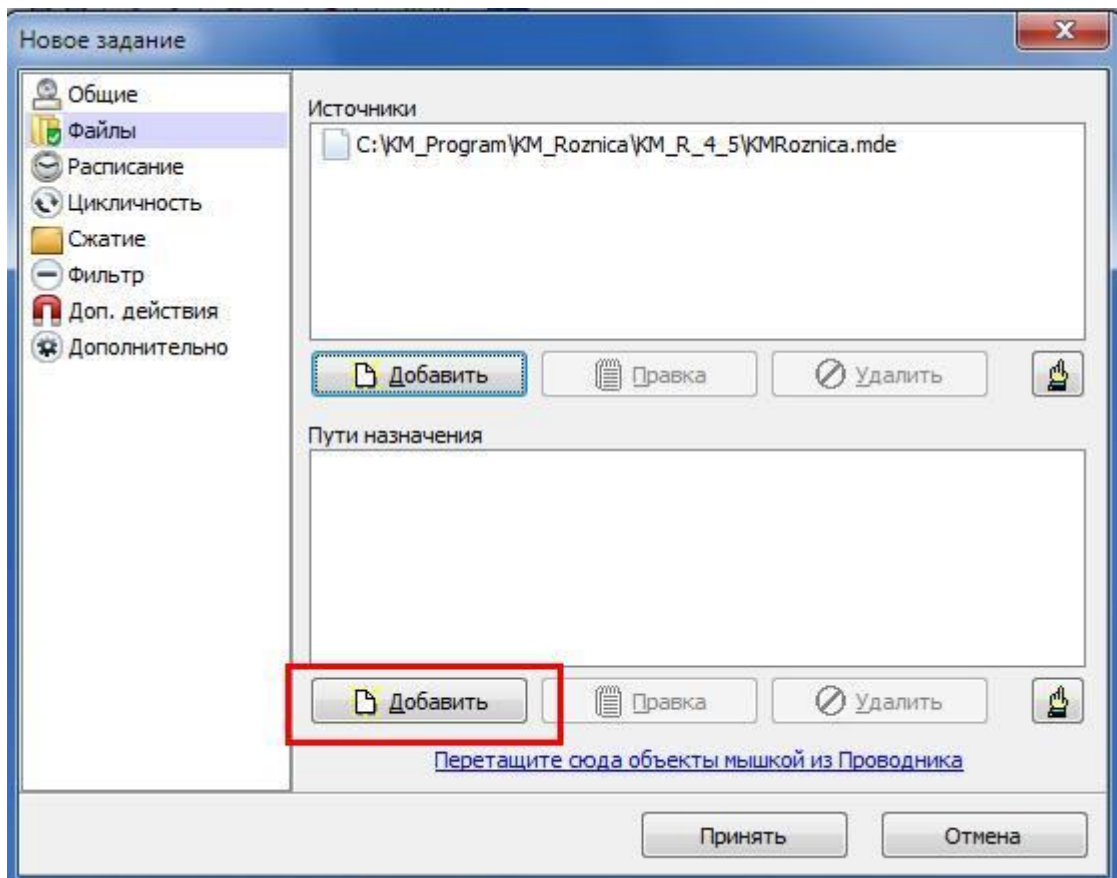 Новое задание
Общие
Файлы
Расписание
Цикличность
Сжатие
Фильтр
Доп. действия
Дополнительно
Источники
C:\KM_Program\KM_Roznica\KM_R_4_5\KMRoznica.mde
Добавить Правка Удалить
Пути назначения
Добавить Правка Удалить
Перетащите сюда объекты мышкой из Проводника
Принять Отмена